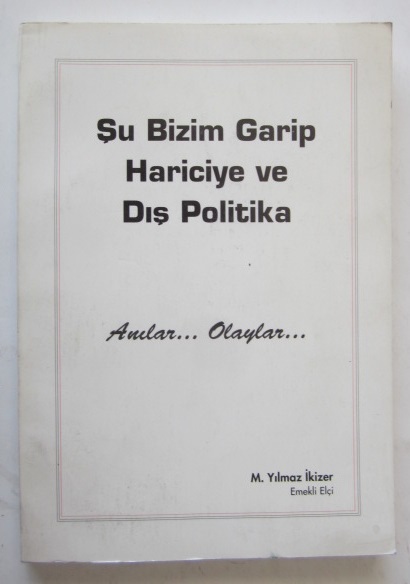 Şu Bizim Garip
Hariciye ve
Dış Politika
Anılar... Olaylar...
M. Yılmaz İkizer
Emekli Elçi